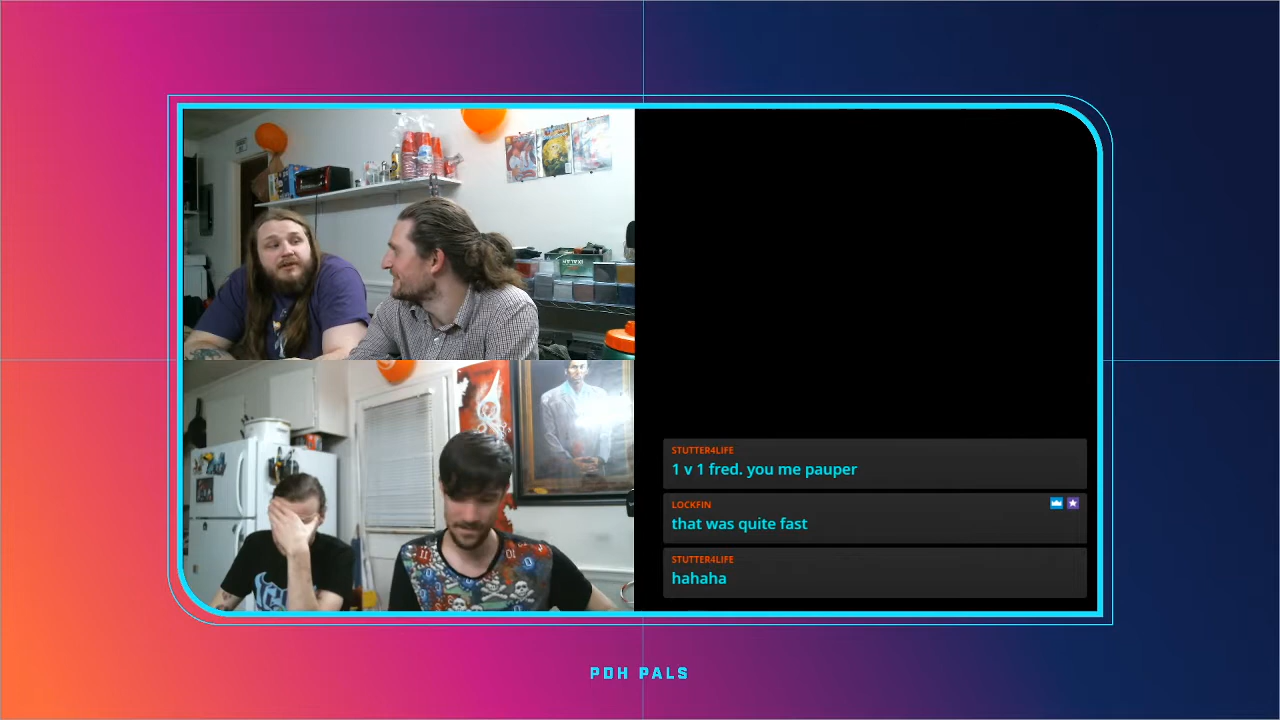 STUTTER4LIFE
1 v 1 fred. you me pauper
LOCKFIN
that was quite fast
STUTTER4LIFE
hahaha
PDH PALS